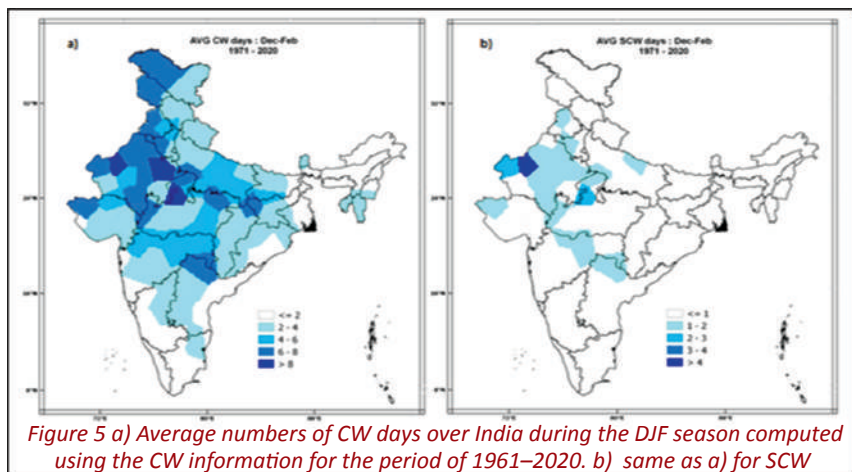 a)
AVG CW days : Dec-Feb
1971 - 2020
<= 2
2 - 4
4 - 6
6 - 8
> 8
b)
AVG SCW days : Dec-Feb
1971 - 2020
<= 1
1 - 2
2 - 3
3 - 4
> 4
Figure 5 a) Average numbers of CW days over India during the DJF season computed
using the CW information for the period of 1961–2020. b) same as a) for SCW